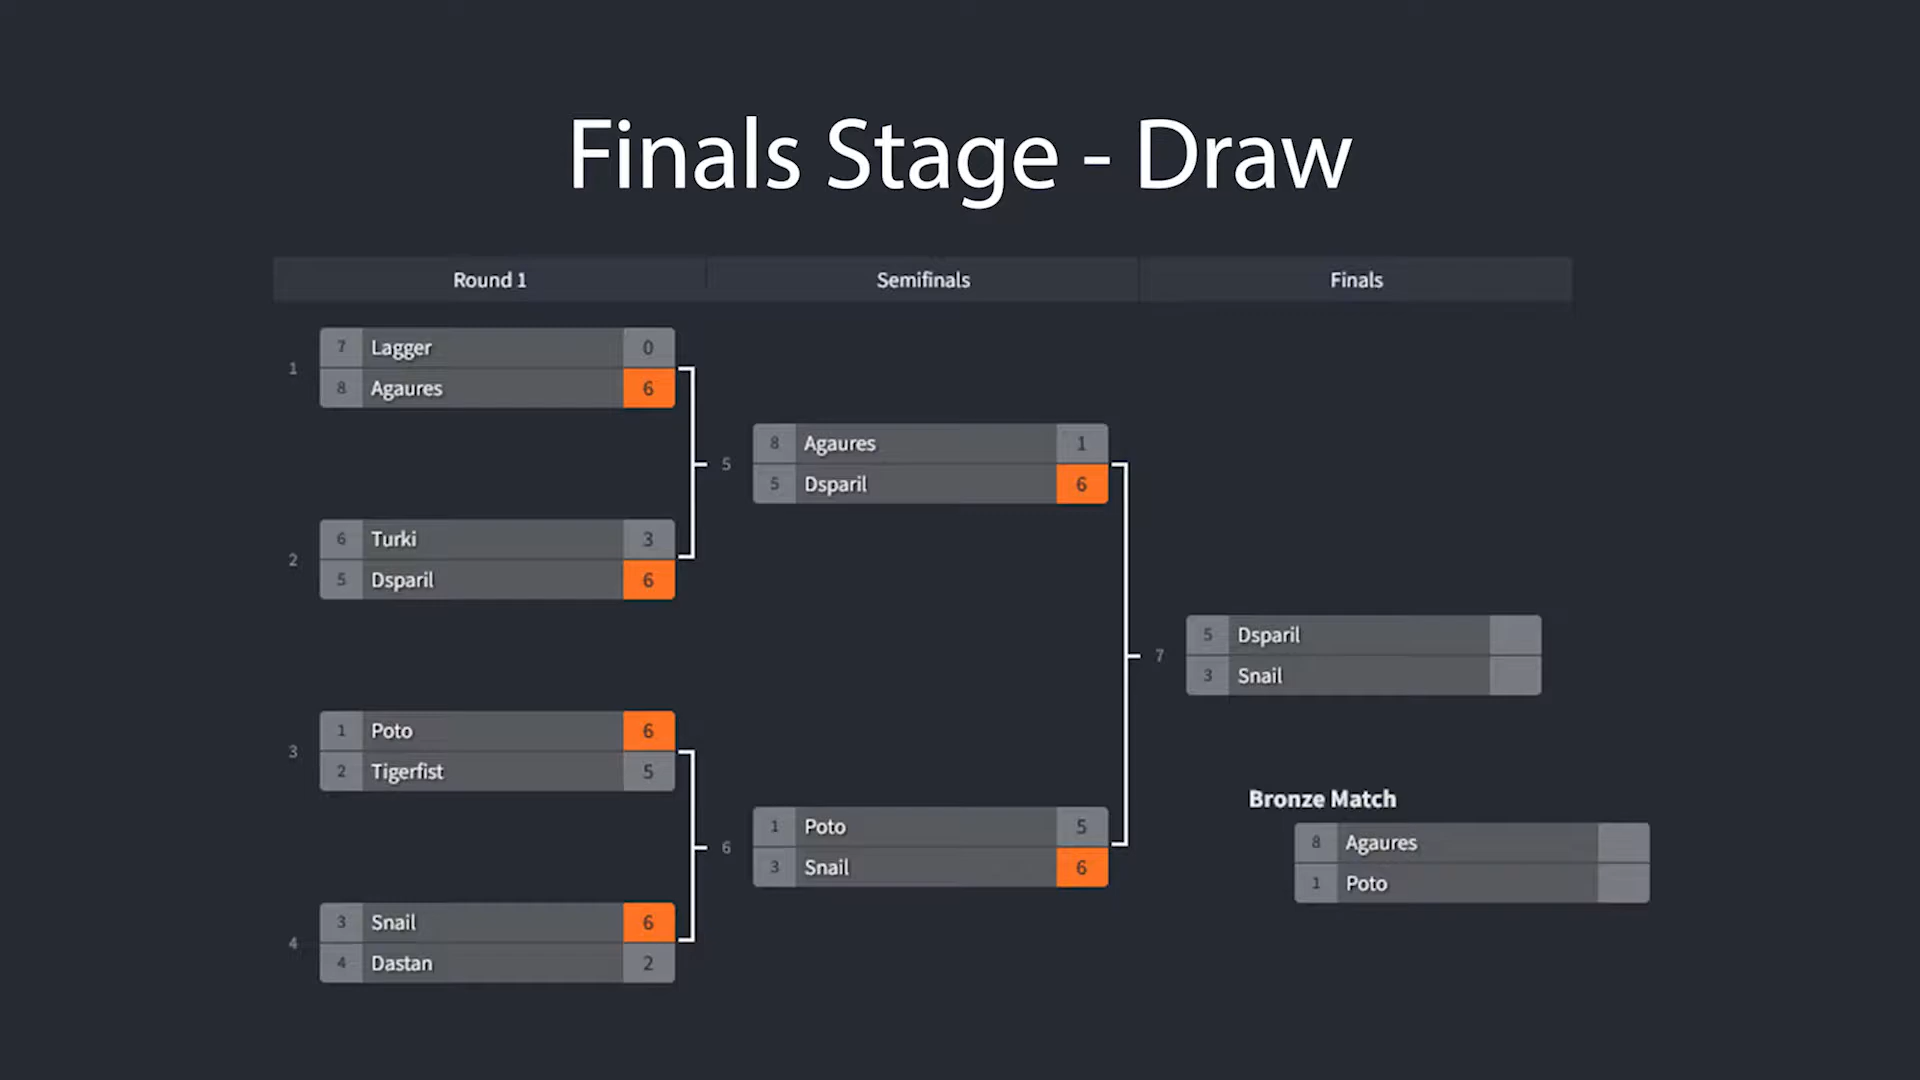 Finals Stage - Draw
Round 1 Semifinals Finals
1
7 Lagger 0
8 Agaures 6
2
6 Turki 3
5 Dsparil 6
3
1 Poto 6
2 Tigerfist 5
4
3 Snail 6
4 Dastan 2
5
8 Agaures 1
5 Dsparil 6
6
1 Poto 5
3 Snail 6
7
5 Dsparil
3 Snail
Bronze Match
8 Agaures
1 Poto